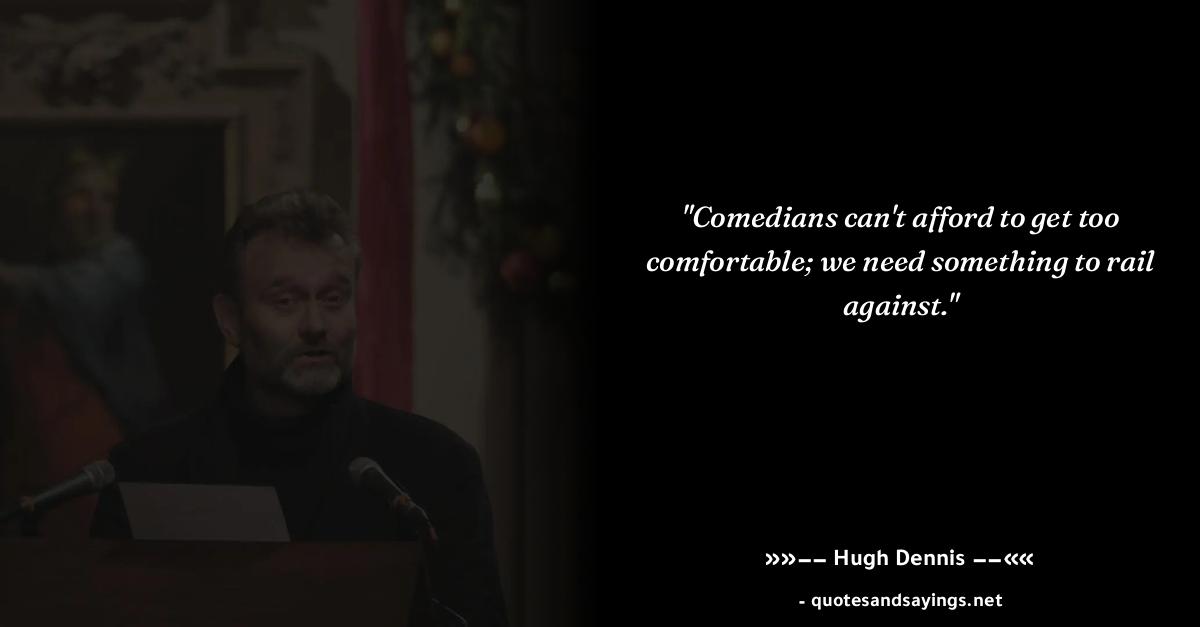 "Comedians can't afford to get too
comfortable; we need something to rail
against."
»»−− Hugh Dennis −−««
- quotesandsayings.net